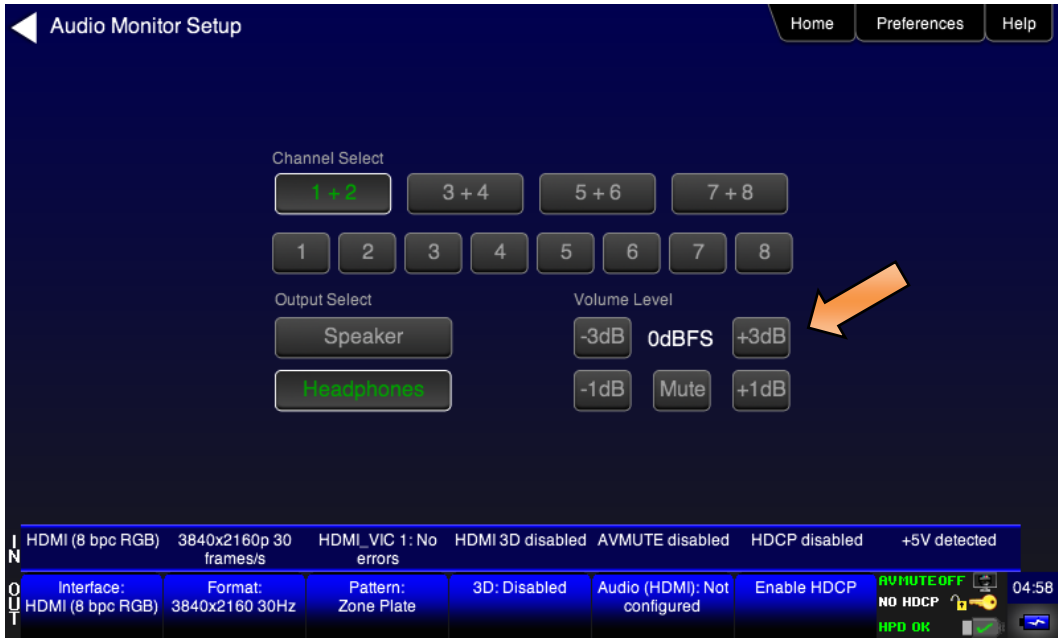 Audio Monitor Setup
Home
Preferences
Help
Channel Select
1 + 2
3 + 4
5 + 6
7 + 8
1
2
3
4
5
6
7
8
Output Select
Volume Level
Speaker
-3dB
0dBFS
+3dB
Headphones
-1dB
Mute
+1dB
IN
HDMI (8 bpc RGB)
3840x2160p 30
frames/s
HDMI_VIC 1: No
errors
HDMI 3D disabled
AVMUTE disabled
HDCP disabled
+5V detected
OUT
Interface:
HDMI (8 bpc RGB)
Format:
3840x2160 30Hz
Pattern:
Zone Plate
3D: Disabled
Audio (HDMI): Not
configured
Enable HDCP
AVMUTEOFF
NO HDCP
HPD OK
04:58